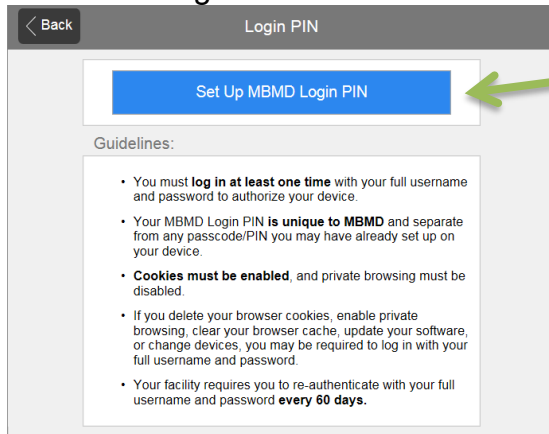 Back
Login PIN
Set Up MBMD Login PIN
Guidelines:
• You must log in at least one time with your full username
and password to authorize your device.
• Your MBMD Login PIN is unique to MBMD and separate
from any passcode/PIN you may have already set up on
your device.
• Cookies must be enabled, and private browsing must be
disabled.
• If you delete your browser cookies, enable private
browsing, clear your browser cache, update your software,
or change devices, you may be required to log in with your
full username and password.
• Your facility requires you to re-authenticate with your full
username and password every 60 days.